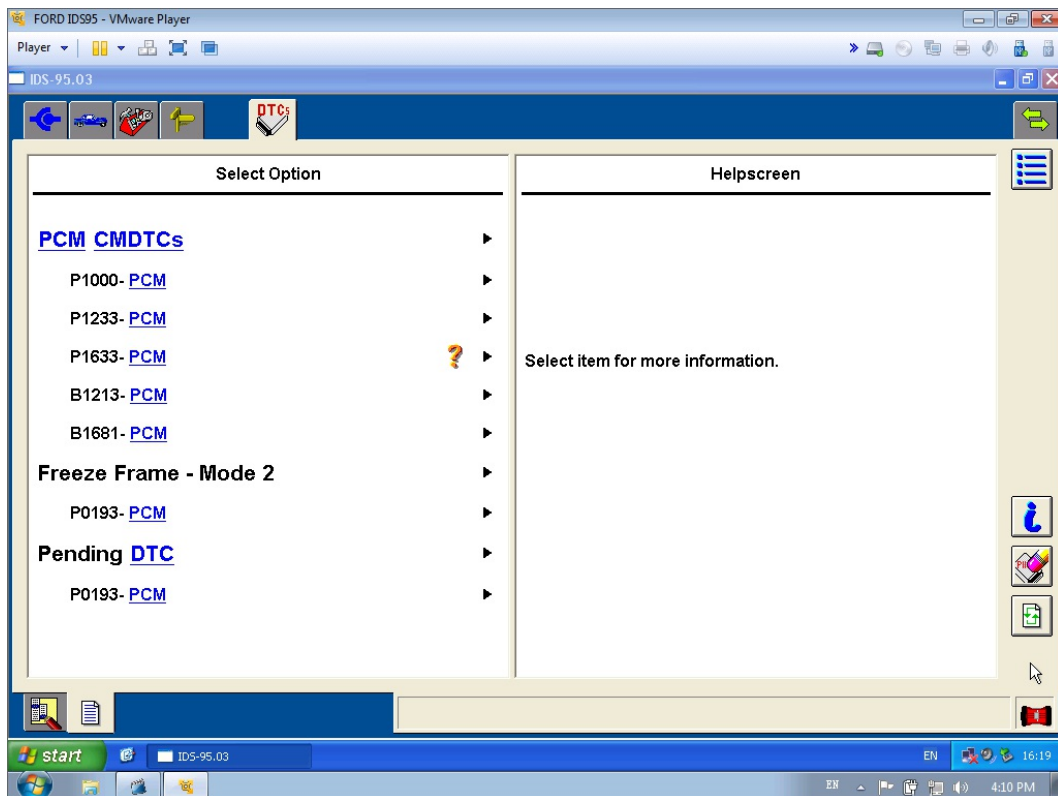 FORD IDS95 - VMware Player
Player
IDS-95.03
DTCs
Select Option
PCM CMDTCs
P1000- PCM
P1233- PCM
P1633- PCM
?
B1213- PCM
B1681- PCM
Freeze Frame - Mode 2
P0193- PCM
Pending DTC
P0193- PCM
Helpscreen
Select item for more information.
start
IDS-95.03
EN
16:19
EN
4:10 PM